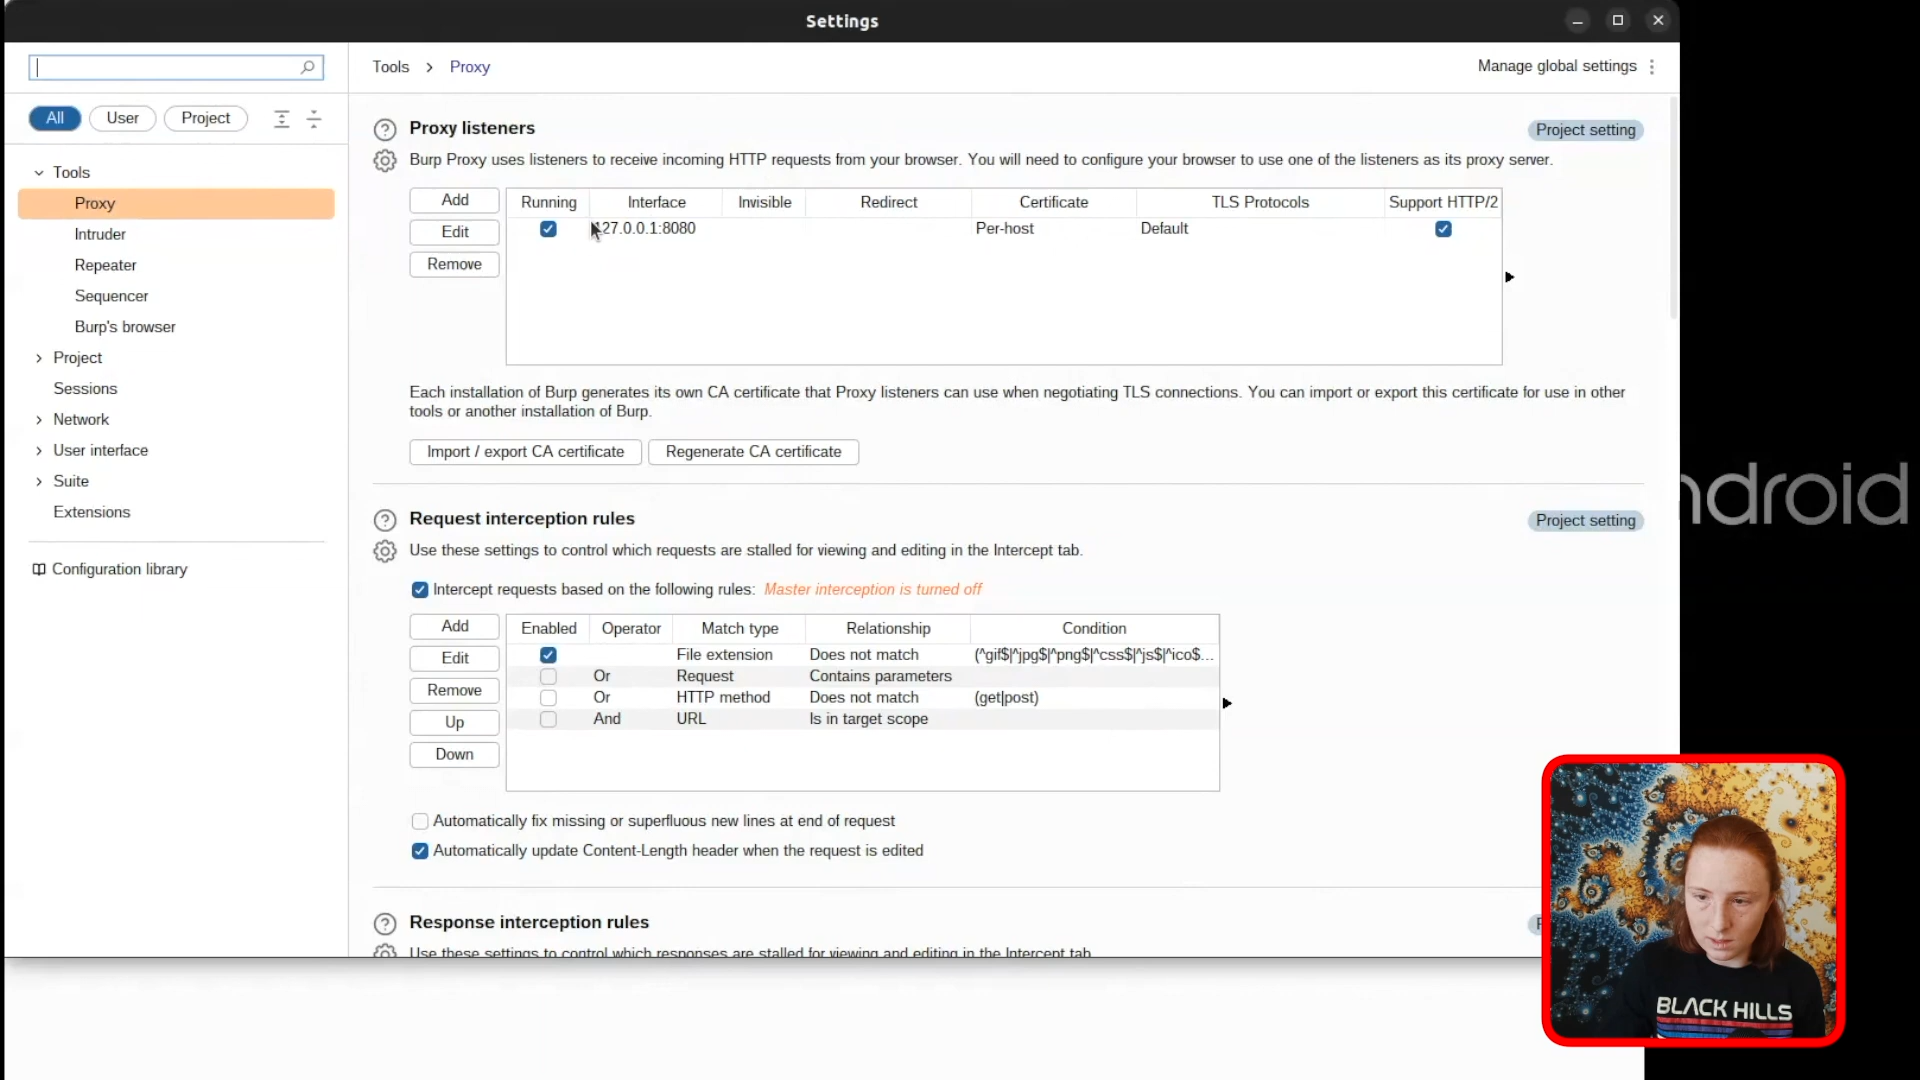 Settings
Tools > Proxy
Manage global settings
All
User
Project
Tools
Proxy
Intruder
Repeater
Sequencer
Burp's browser
Project
Sessions
Network
User interface
Suite
Extensions
Configuration library
Proxy listeners
Project setting
Burp Proxy uses listeners to receive incoming HTTP requests from your browser. You will need to configure your browser to use one of the listeners as its proxy server.
Add
Edit
Remove
Running Interface Invisible Redirect Certificate TLS Protocols Support HTTP/2
127.0.0.1:8080 Per-host Default
Each installation of Burp generates its own CA certificate that Proxy listeners can use when negotiating TLS connections. You can import or export this certificate for use in other
tools or another installation of Burp.
Import / export CA certificate
Regenerate CA certificate
Request interception rules
Project setting
Use these settings to control which requests are stalled for viewing and editing in the Intercept tab.
Intercept requests based on the following rules: Master interception is turned off
Add
Edit
Remove
Up
Down
Enabled Operator Match type Relationship Condition
File extension Does not match (^gif$|^jpg$|^png$|^css$|^js$|^ico$...
Or Request Contains parameters
Or HTTP method Does not match (get|post)
And URL Is in target scope
Automatically fix missing or superfluous new lines at end of request
Automatically update Content-Length header when the request is edited
Response interception rules
Use these settings to control which responses are stalled for viewing and editing in the Intercept tab.
ndroid
BLACK HILLS